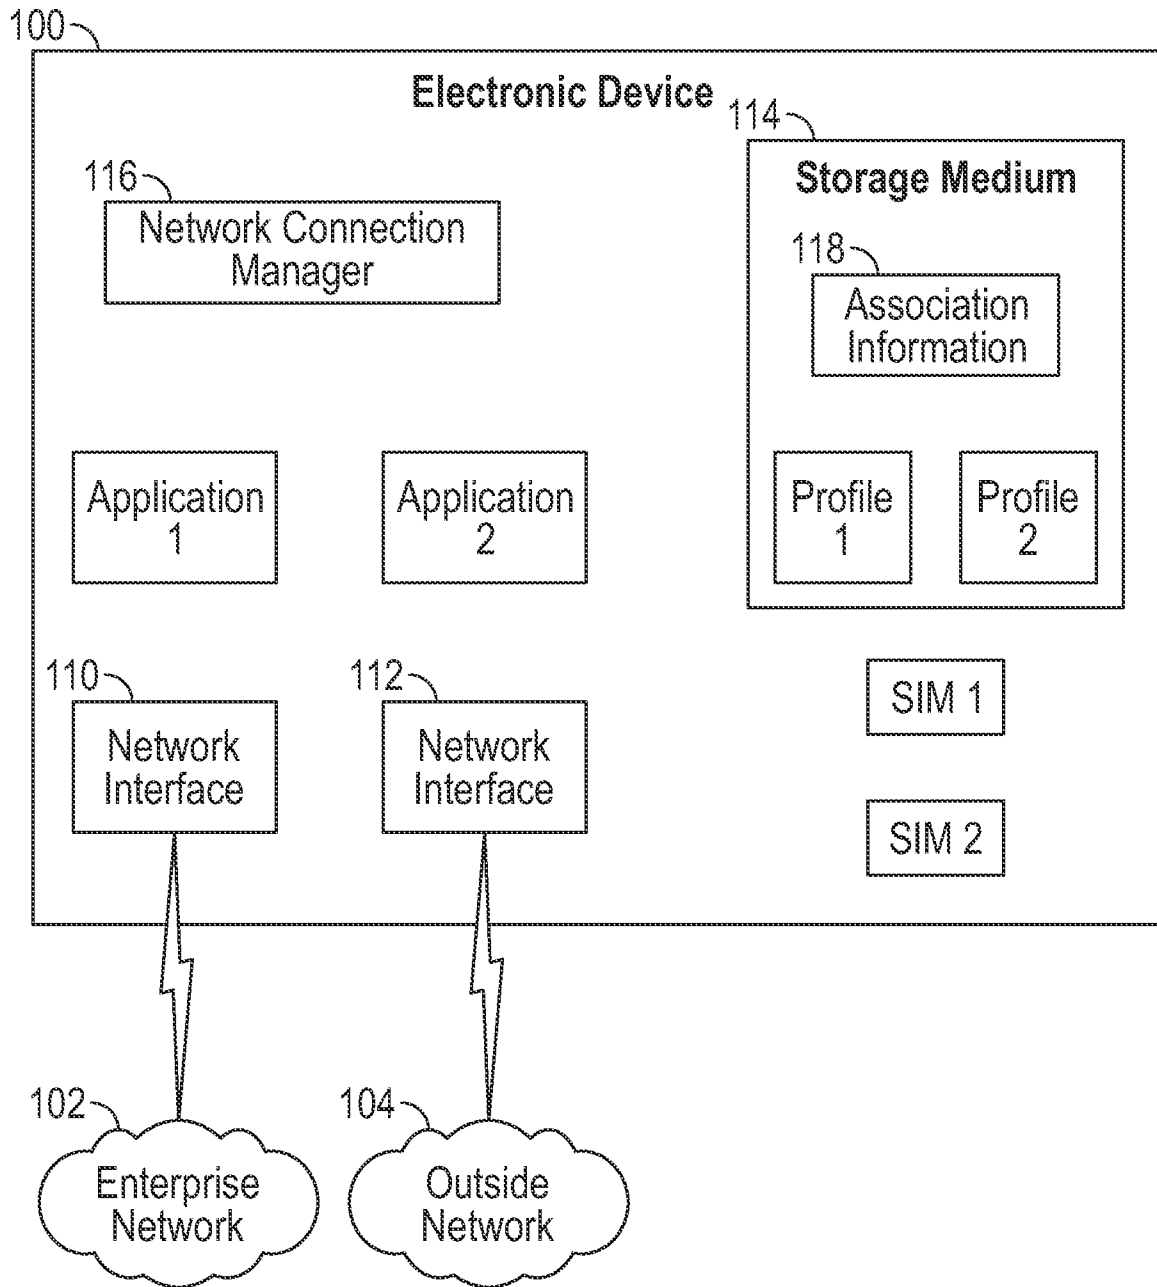 100
Electronic Device
114
Storage Medium
116
Network Connection
Manager
118
Association
Information
Application
1
Application
2
Profile
1
Profile
2
110
Network
Interface
112
Network
Interface
SIM 1
SIM 2
102
Enterprise
Network
104
Outside
Network